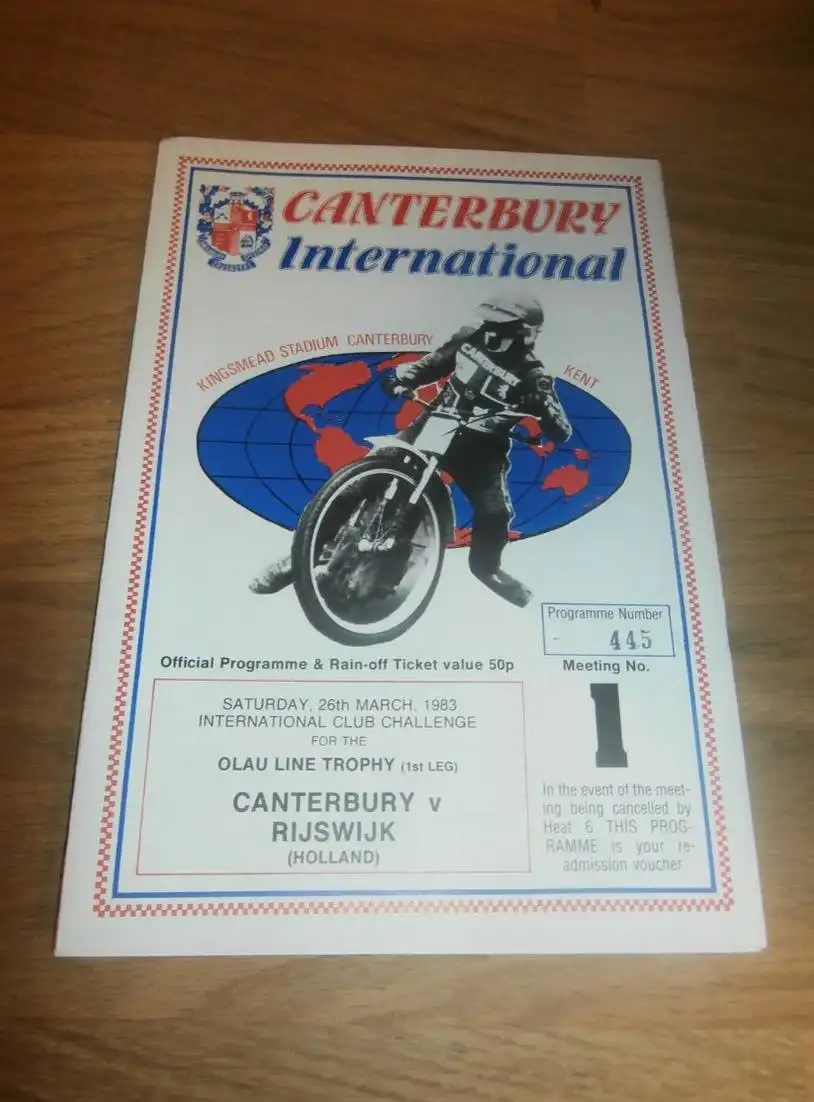 CANTERBURY
International
KINGSMEAD STADIUM CANTERBURY KENT
CANTERBURY
Programme Number
445
Official Programme & Rain-off Ticket value 50p
Meeting No.
1
SATURDAY, 26th MARCH, 1983
INTERNATIONAL CLUB CHALLENGE
FOR THE
OLAU LINE TROPHY (1st LEG)
CANTERBURY v
RIJSWIJK
(HOLLAND)
In the event of the meet-
ing being cancelled by
Heat 6 THIS PROG-
RAMME is your re-
admission voucher